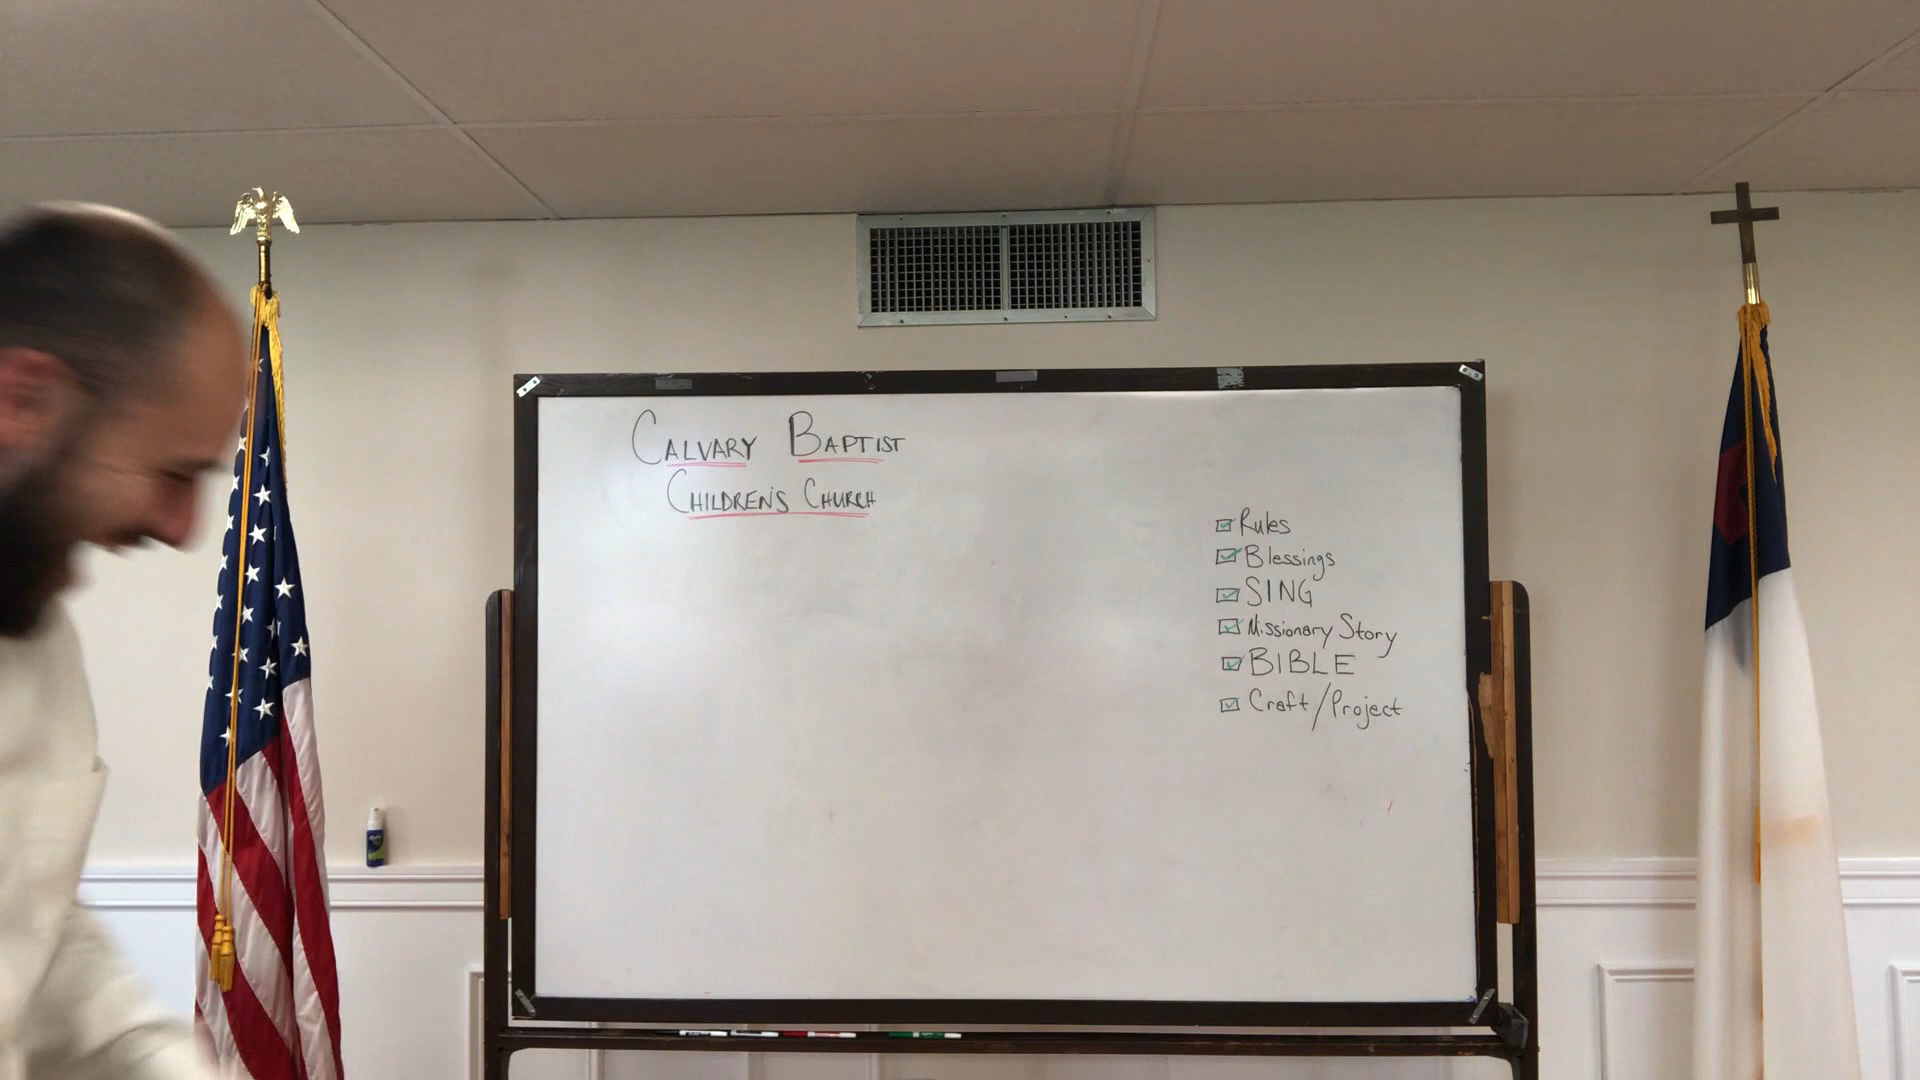 CALVARY BAPTIST
CHILDREN'S CHURCH
Rules
Blessings
SING
Missionary Story
BIBLE
Craft/Project